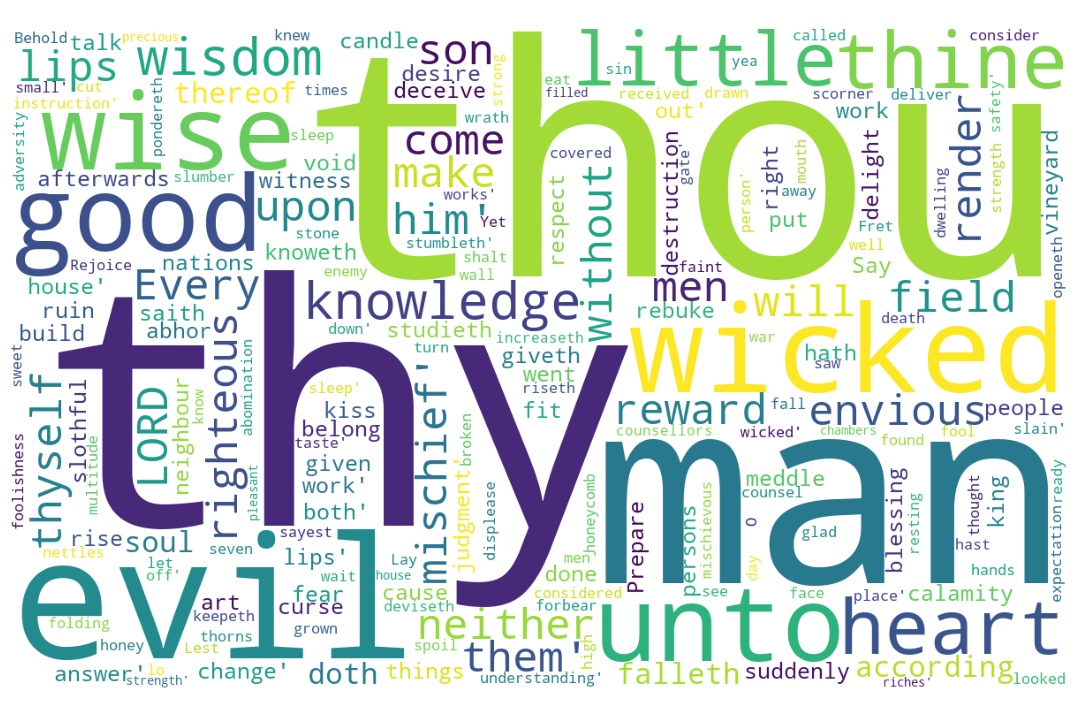 Behold
talk
precious
wisdom
knew
candle
son
little
called
thine
consider
lips
small'
cut
instruction'
thereof
times
desire
deceive
strong
eat
filled
sin
yea
received
drawn
out'
scorner
deliver
work
wise
pondereth
adversity
sleep
thou
come
wrath
covered
destruction
gate'
right
mouth
person'
away
put
delight
render
strength
safety'
vineyard
afterwards
slumber
void
witness
make
works'
respect
without
dwelling
good
upon
stone
him'
Yet
stumbleth'
shalt
wall
Fret
well
Say
openeth
Rejoice
nations
knoweth
enemy
faint
men
house'
Every
knowledge
rebuke
will
field
death
ruin
build
saith
abhor
down'
studieth
increaseth
turn
giveth
went
riseth
wicked
war
hath
saw
sweet
thyself
slothful
LORD
neighbour
know
righteous
abomination
thy
sleep'
kiss
belong
taste'
mischief'
fit
reward
fall
envious
people
counsellors
wicked'
chambers
found
fool
slain'
foolishness
multitude
pleasant
given
work'
both'
judgment'
broken
displease
honeycomb
man
meddle
counsel
O
glad
blessing
resting
thought
king
hast
ready
expectation
rise
soul
seven
sayest
nettles
let
off'
lips'
wait
Lay
house
men
Prepare
persons
mischievous
day
hands
evil
folding
art
keepeth
fear
curse
grown
cause
deviseth
considered
done
forbear
see
face
place'
calamity
thorns
Lest
honey
neither
spoil
high
unto
heart
answer'
lo
strength'
change'
doth
things
them'
understanding'
falleth
suddenly
according
riches'
looked